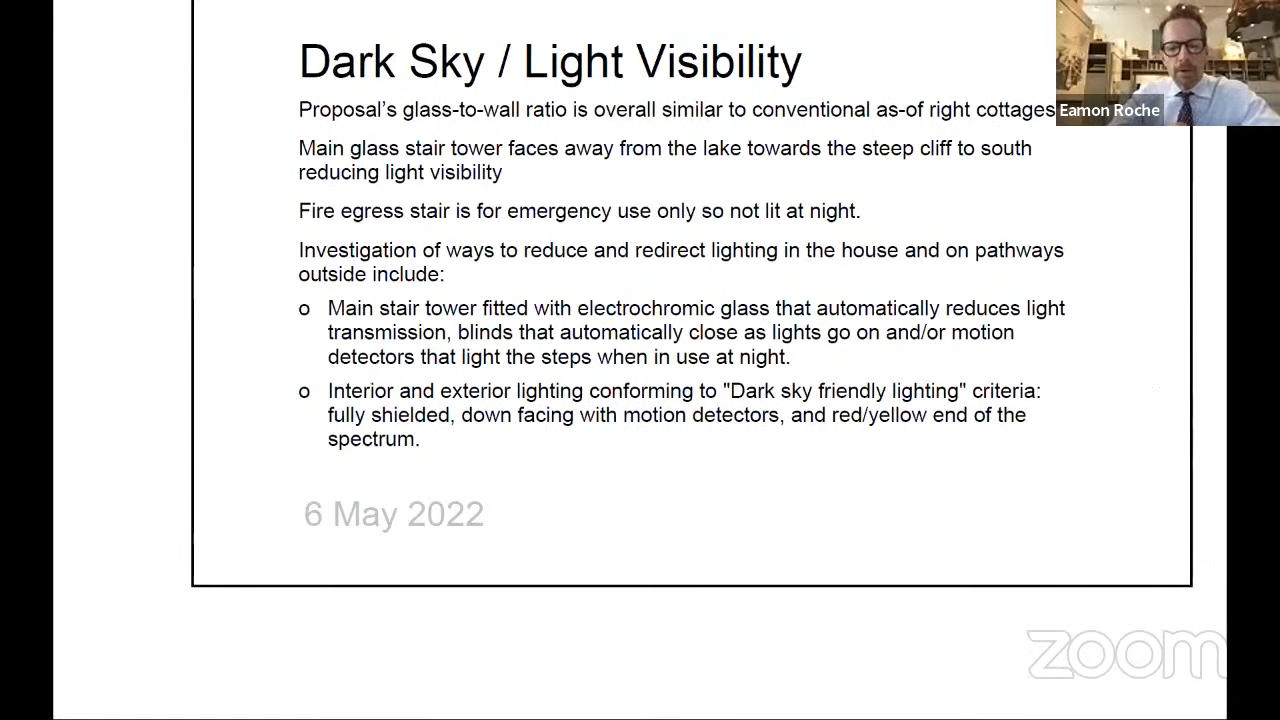 Dark Sky / Light Visibility
Proposal's glass-to-wall ratio is overall similar to conventional as-of right cottages
Eamon Roche
Main glass stair tower faces away from the lake towards the steep cliff to south
reducing light visibility
Fire egress stair is for emergency use only so not lit at night.
Investigation of ways to reduce and redirect lighting in the house and on pathways
outside include:
o Main stair tower fitted with electrochromic glass that automatically reduces light
transmission, blinds that automatically close as lights go on and/or motion
detectors that light the steps when in use at night.
o Interior and exterior lighting conforming to "Dark sky friendly lighting" criteria:
fully shielded, down facing with motion detectors, and red/yellow end of the
spectrum.
6 May 2022
zoom